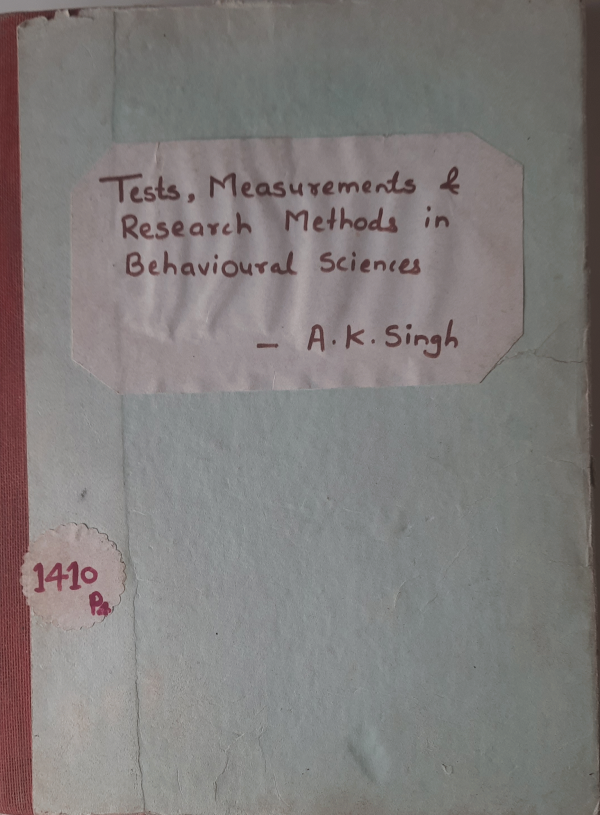 Tests, Measurements &
Research Methods in
Behavioural Sciences
– A.K. Singh
1410